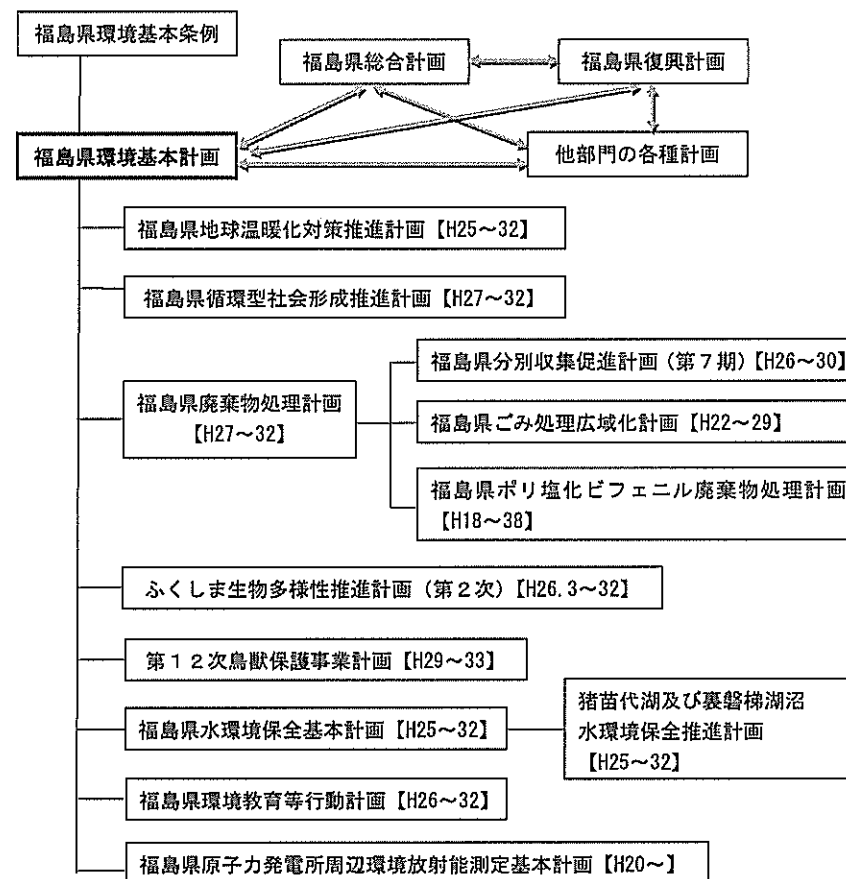 福島県環境基本条例
福島県総合計画
福島県復興計画
福島県環境基本計画
他部門の各種計画
福島県地球温暖化対策推進計画【H25～32】
福島県循環型社会形成推進計画【H27～32】
福島県廃棄物処理計画
【H27～32】
福島県分別収集促進計画（第７期）【H26～30】
福島県ごみ処理広域化計画【H22～29】
福島県ポリ塩化ビフェニル廃棄物処理計画
【H18～38】
ふくしま生物多様性推進計画（第２次）【H26.3～32】
第１２次鳥獣保護事業計画【H29～33】
福島県水環境保全基本計画【H25～32】
猪苗代湖及び裏磐梯湖沼
水環境保全推進計画
【H25～32】
福島県環境教育等行動計画【H26～32】
福島県原子力発電所周辺環境放射能測定基本計画【H20～】